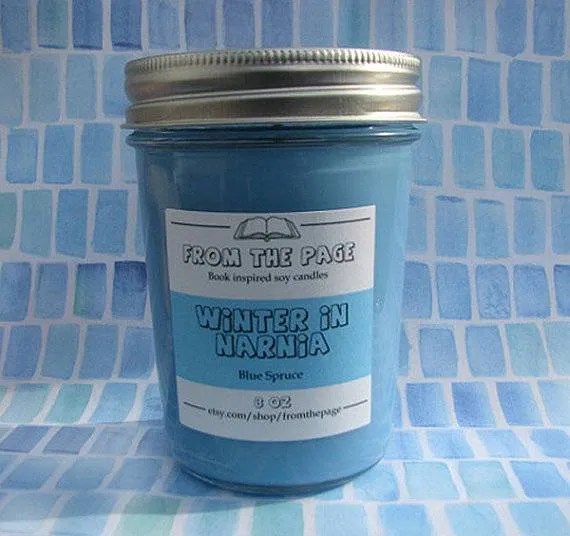 FROM THE PAGE
Book inspired soy candles
WiNTER iN
NARNiA
Blue Spruce
8 OZ
etsy.com/shop/fromthepage